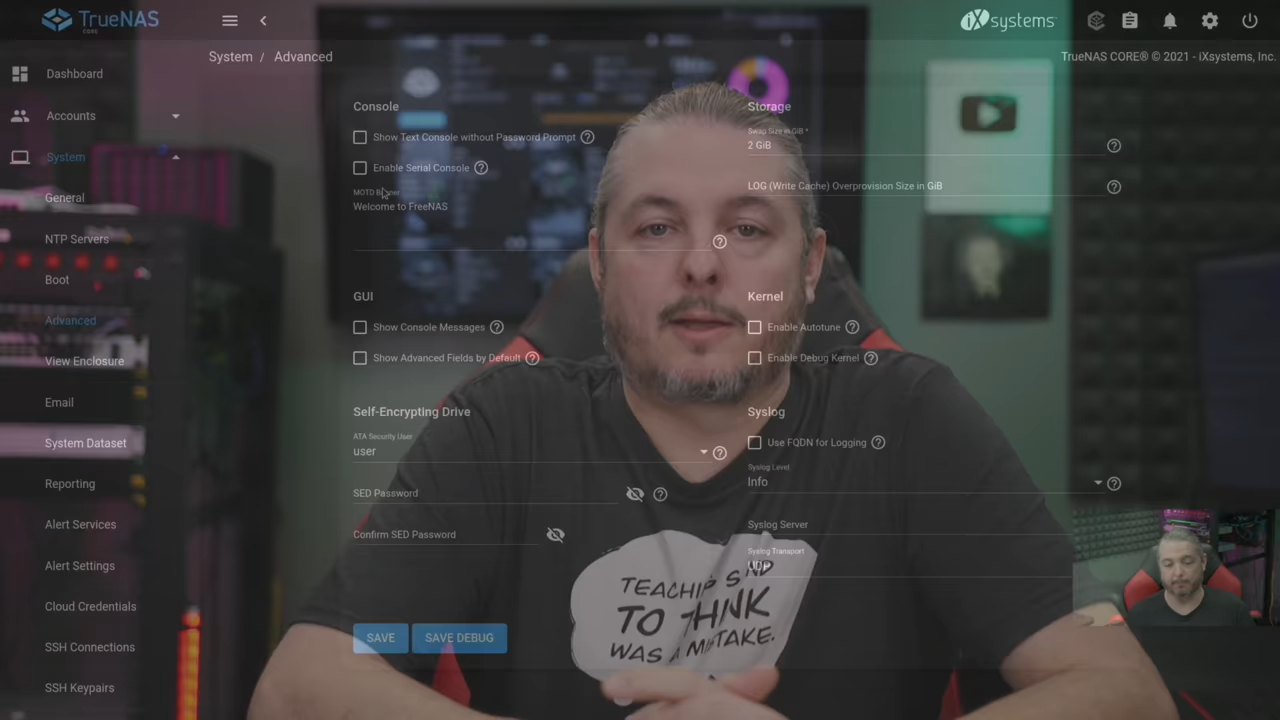 TrueNAS
CORE
iXsystems
System / Advanced
TrueNAS CORE® © 2021 - iXsystems, Inc.
Dashboard
Accounts
System
General
NTP Servers
Boot
Advanced
View Enclosure
Email
System Dataset
Reporting
Alert Services
Alert Settings
Cloud Credentials
SSH Connections
SSH Keypairs
Console
Show Text Console without Password Prompt
Enable Serial Console
MOTD Banner
Welcome to FreeNAS
Storage
Swap Size in GiB *
2 GiB
LOG (Write Cache) Overprovision Size in GiB
GUI
Show Console Messages
Show Advanced Fields by Default
Kernel
Enable Autotune
Enable Debug Kernel
Self-Encrypting Drive
ATA Security User
user
SED Password
Confirm SED Password
Syslog
Use FQDN for Logging
Syslog Level
Info
Syslog Server
Syslog Transport
UDP
SAVE
SAVE DEBUG
TO THINK
WAS A MISTAKE.